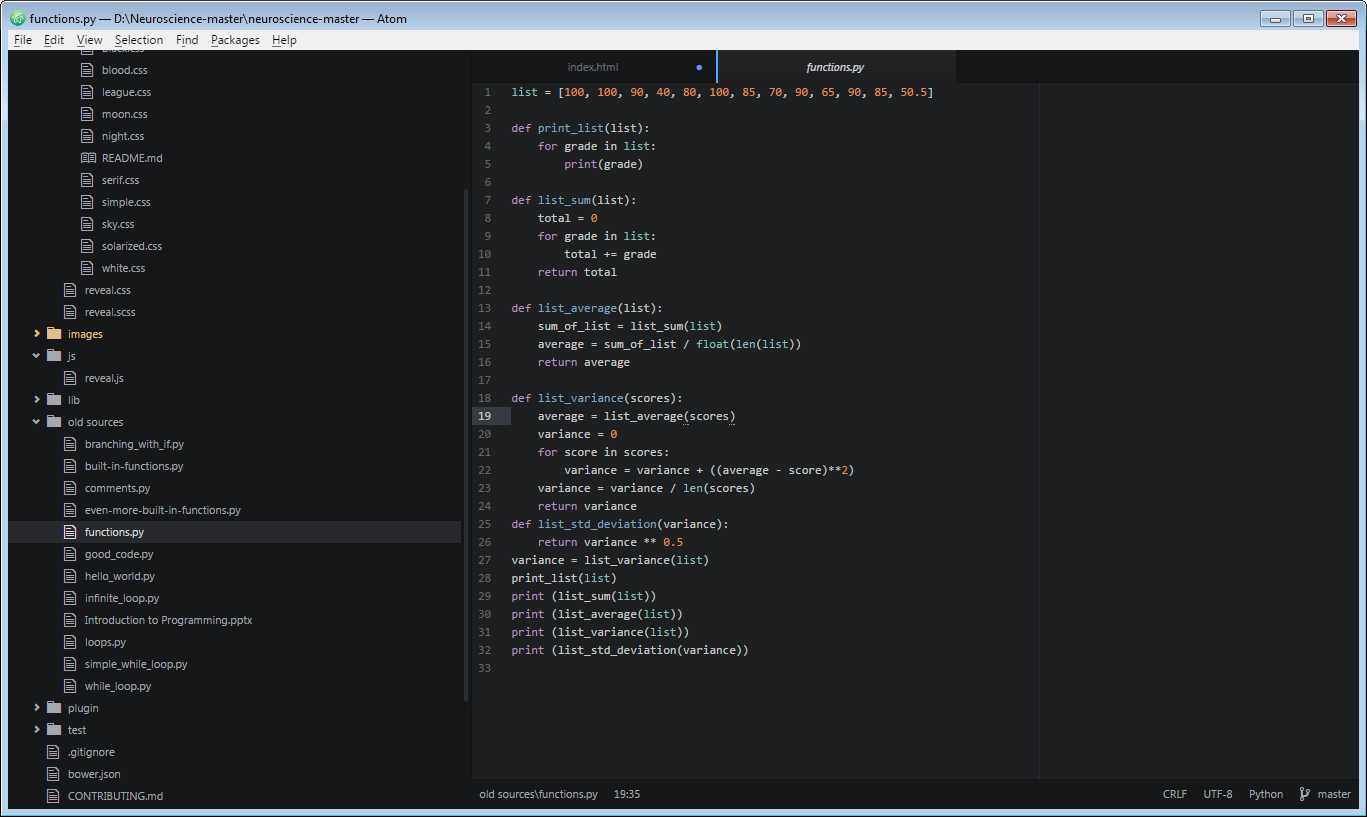 functions.py — D:\Neuroscience-master\neuroscience-master — Atom
File Edit View Selection Find Packages Help
blood.css
league.css
moon.css
night.css
README.md
serif.css
simple.css
sky.css
solarized.css
white.css
reveal.css
reveal.scss
images
js
reveal.js
lib
old sources
branching_with_if.py
built-in-functions.py
comments.py
even-more-built-in-functions.py
functions.py
good_code.py
hello_world.py
infinite_loop.py
Introduction to Programming.pptx
loops.py
simple_while_loop.py
while_loop.py
plugin
test
.gitignore
bower.json
CONTRIBUTING.md
index.html functions.py
1 list = [100, 100, 90, 40, 80, 100, 85, 70, 90, 65, 90, 85, 50.5]
2
3 def print_list(list):
4     for grade in list:
5         print(grade)
6
7 def list_sum(list):
8     total = 0
9     for grade in list:
10         total += grade
11     return total
12
13 def list_average(list):
14     sum_of_list = list_sum(list)
15     average = sum_of_list / float(len(list))
16     return average
17
18 def list_variance(scores):
19     average = list_average(scores)
20     variance = 0
21     for score in scores:
22         variance = variance + ((average - score)**2)
23     variance = variance / len(scores)
24     return variance
25 def list_std_deviation(variance):
26     return variance ** 0.5
27 variance = list_variance(list)
28 print_list(list)
29 print (list_sum(list))
30 print (list_average(list))
31 print (list_variance(list))
32 print (list_std_deviation(variance))
33
old sources\functions.py 19:35 CRLF UTF-8 Python master